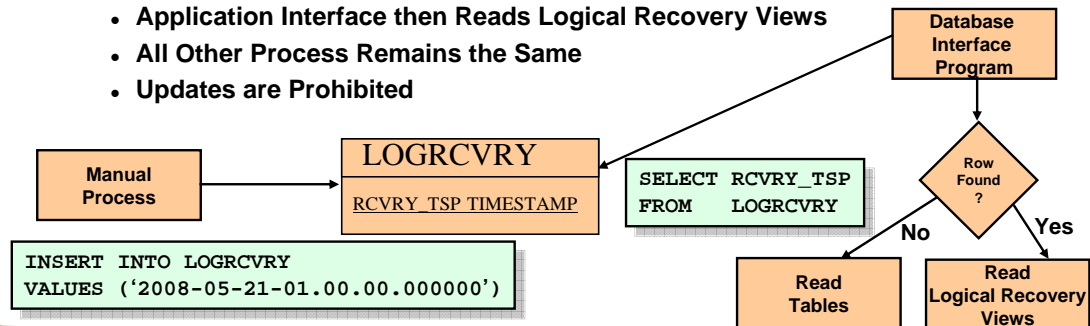 • Application Interface then Reads Logical Recovery Views
• All Other Process Remains the Same
• Updates are Prohibited
Database
Interface
Program
Manual
Process
LOGRCVRY
RCVRY_TSP TIMESTAMP
SELECT RCVRY_TSP
FROM LOGRCVRY
Row
Found
?
No
Yes
INSERT INTO LOGRCVRY
VALUES (‘2008-05-21-01.00.00.000000’)
Read
Tables
Read
Logical Recovery
Views